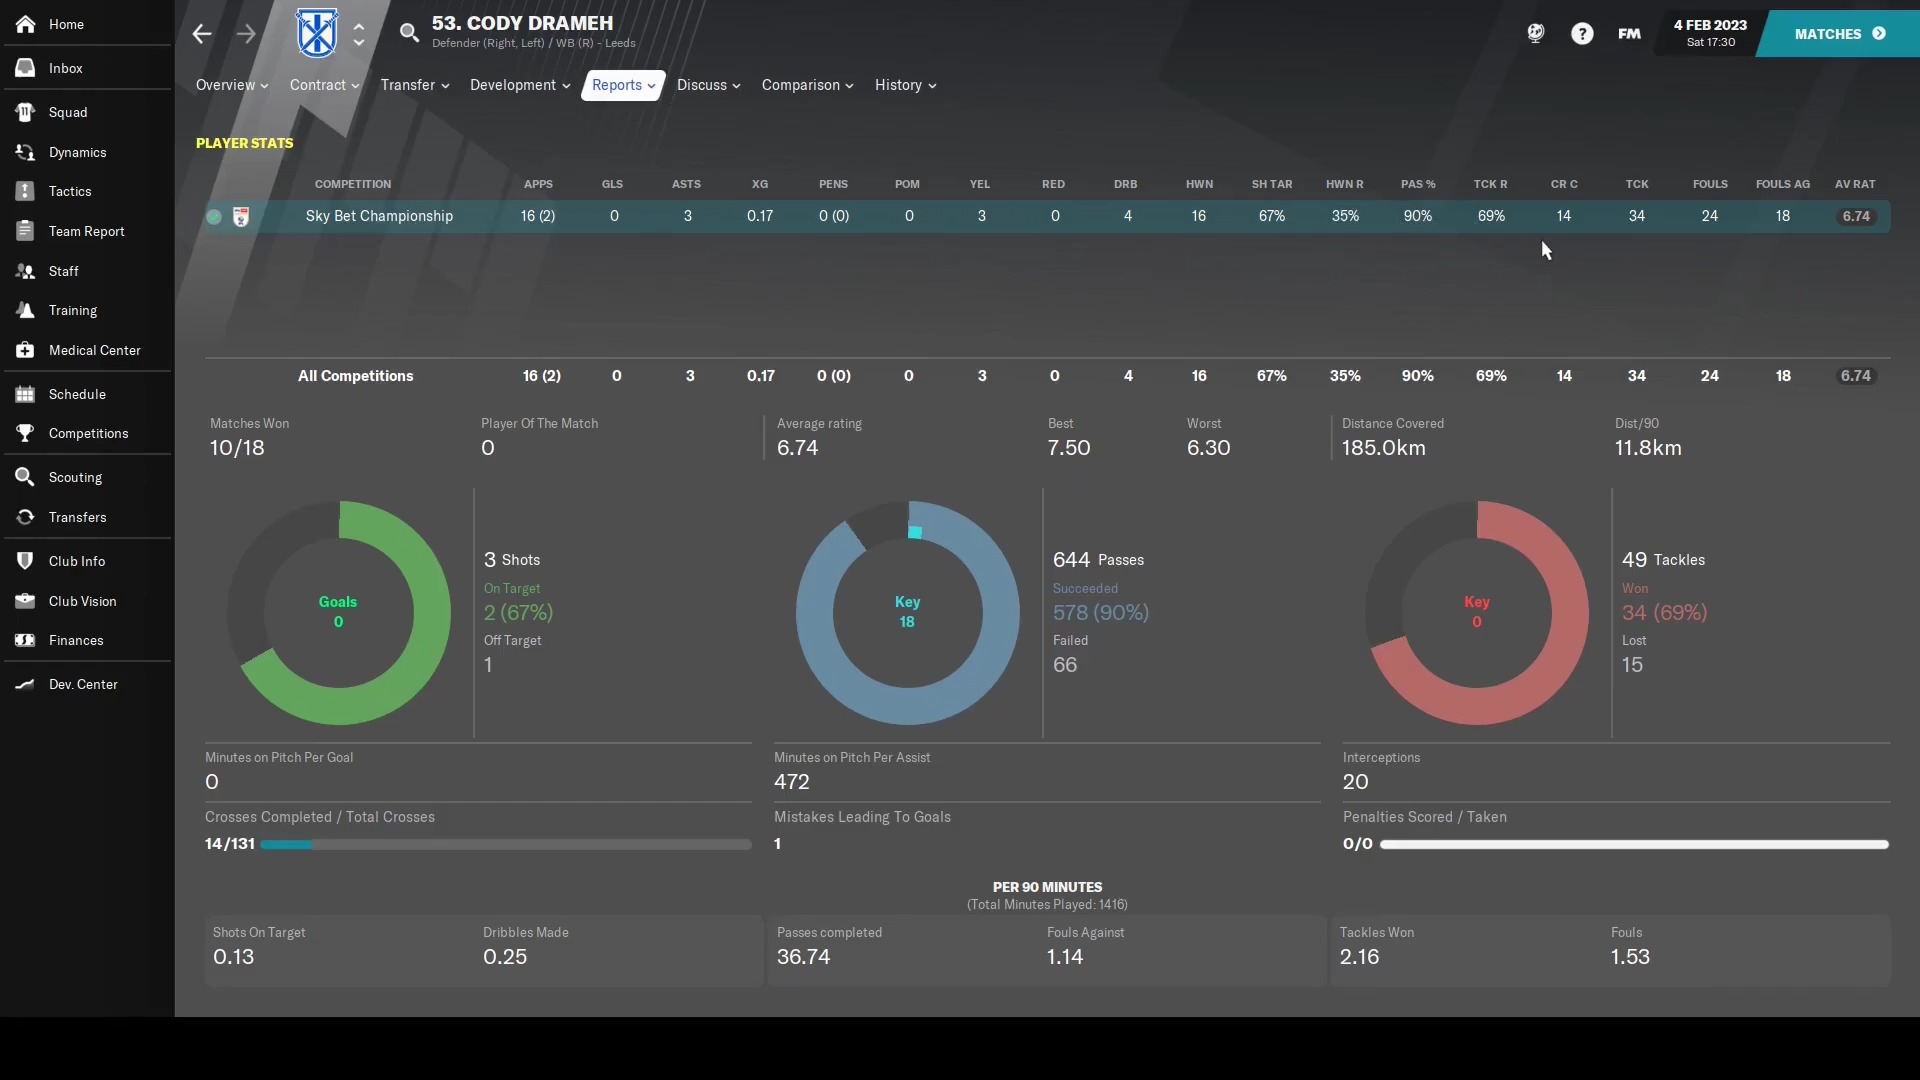 Home
Inbox
Squad
Dynamics
Tactics
Team Report
Staff
Training
Medical Center
Schedule
Competitions
Scouting
Transfers
Club Info
Club Vision
Finances
Dev. Center
53. CODY DRAMEH
Defender (Right, Left) / WB (R) - Leeds
? FM 4 FEB 2023 MATCHES
Sat 17:30
Overview Contract Transfer Development Reports Discuss Comparison History
PLAYER STATS
COMPETITION APPS GLS ASTS XG PENS POM YEL RED DRB HWN SH TAR HWN R PAS % TCK R CR C TCK FOULS FOULS AG AV RAT
Sky Bet Championship 16 (2) 0 3 0.17 0 (0) 0 3 0 4 16 67% 35% 90% 69% 14 34 24 18 6.74
All Competitions 16 (2) 0 3 0.17 0 (0) 0 3 0 4 16 67% 35% 90% 69% 14 34 24 18 6.74
Matches Won Player Of The Match Average rating Best Worst Distance Covered Dist/90
10/18 0 6.74 7.50 6.30 185.0km 11.8km
Goals
0
3 Shots
On Target
2 (67%)
Off Target
1
Key
18
644 Passes
Succeeded
578 (90%)
Failed
66
Key
0
49 Tackles
Won
34 (69%)
Lost
15
Minutes on Pitch Per Goal Minutes on Pitch Per Assist Interceptions
0 472 20
Crosses Completed / Total Crosses Mistakes Leading To Goals Penalties Scored / Taken
14/131 1 0/0
PER 90 MINUTES
(Total Minutes Played: 1416)
Shots On Target Dribbles Made Passes completed Fouls Against Tackles Won Fouls
0.13 0.25 36.74 1.14 2.16 1.53